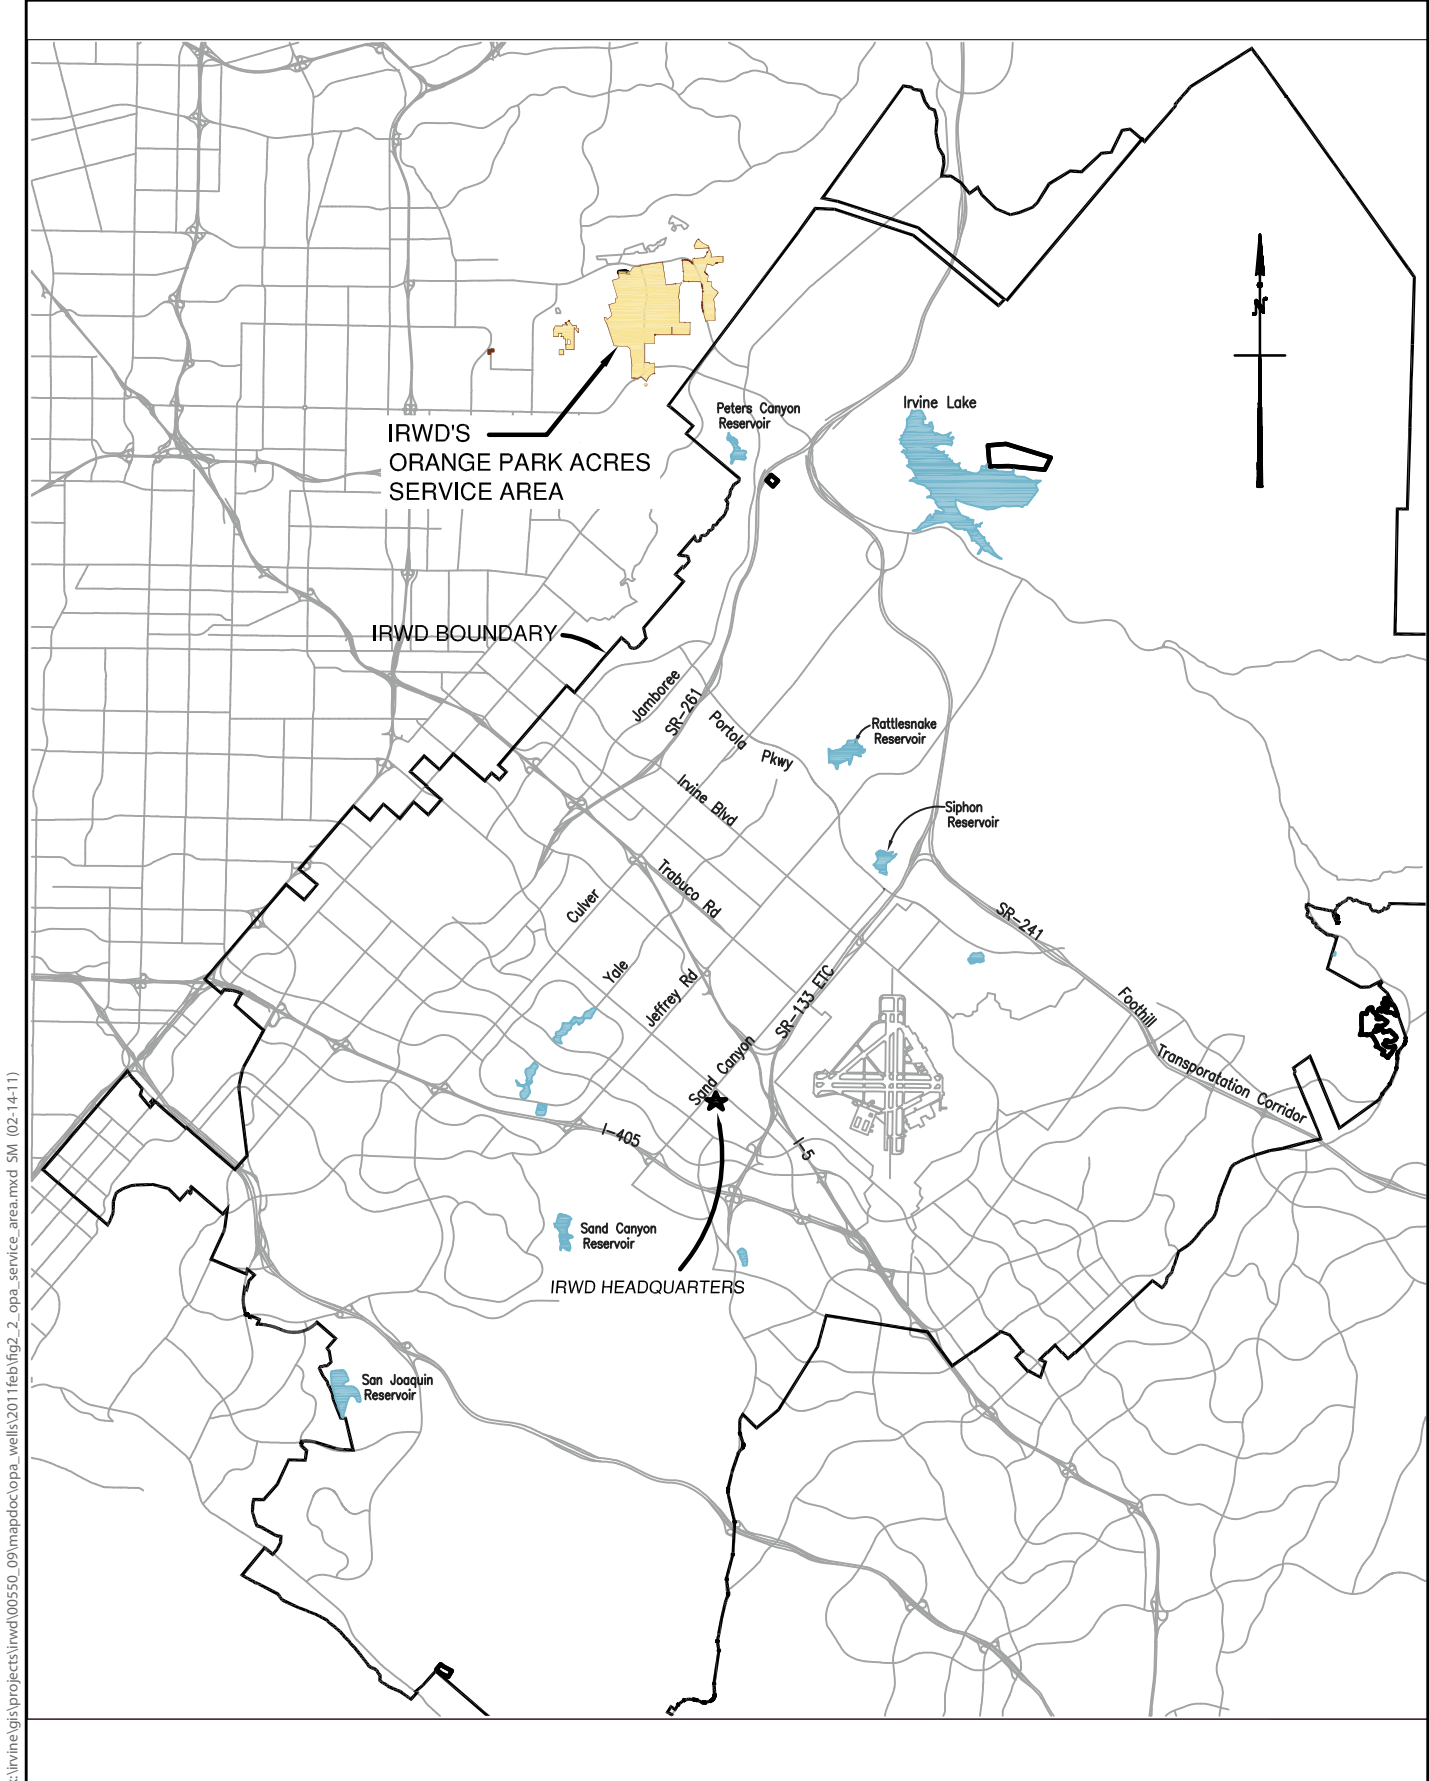 N
Irvine Lake
Peters Canyon
Reservoir
IRWD'S
ORANGE PARK ACRES
SERVICE AREA
IRWD BOUNDARY
Jamboree
SR-261
Portola Pkwy
Rattlesnake
Reservoir
Irvine Blvd
Siphon
Reservoir
Trabuco Rd
Culver
SR-241
Yale
Jeffrey Rd
SR-133 ETC
Foothill
Transporatation Corridor
Sand Canyon
I-405
I-5
Sand Canyon
Reservoir
IRWD HEADQUARTERS
San Joaquin
Reservoir
:\irvine\gis\projects\irwd\00550_09\mapdoc\opa_wells\2011feb\fig2_2_opa_service_area.mxd SM (02-14-11)